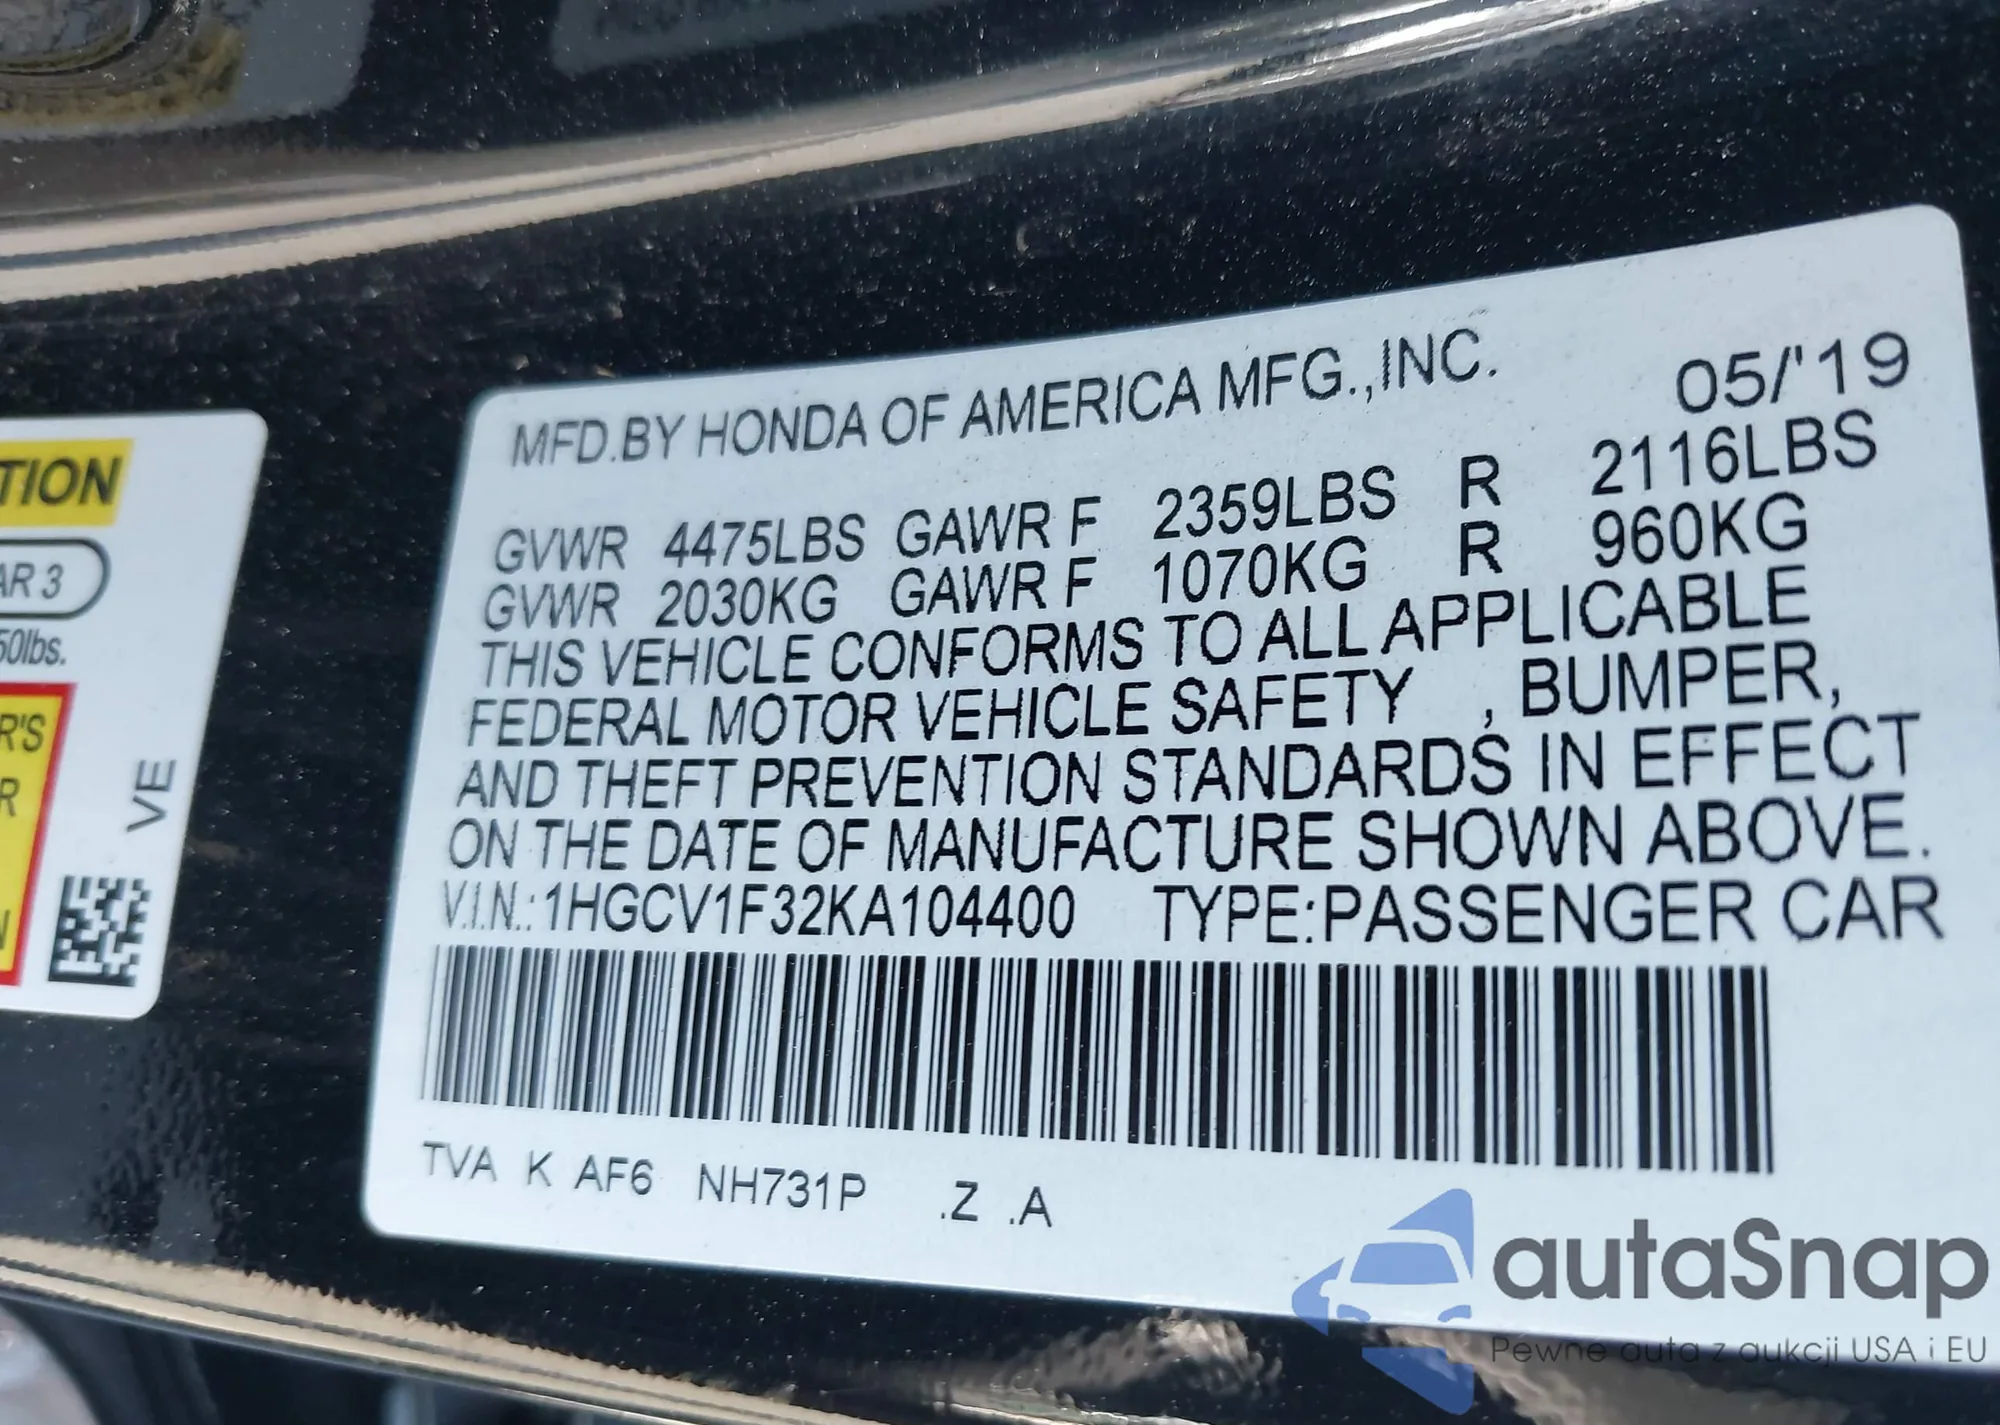 TION
AR 3
50lbs.
R'S
R
N
VE
MFD.BY HONDA OF AMERICA MFG.,INC. 05/'19
GVWR 4475LBS GAWR F 2359LBS R 2116LBS
GVWR 2030KG GAWR F 1070KG R 960KG
THIS VEHICLE CONFORMS TO ALL APPLICABLE
FEDERAL MOTOR VEHICLE SAFETY , BUMPER,
AND THEFT PREVENTION STANDARDS IN EFFECT
ON THE DATE OF MANUFACTURE SHOWN ABOVE.
V.I.N.:1HGCV1F32KA104400 TYPE:PASSENGER CAR
TVA K AF6 NH731P .Z .A
autaSnap
Pewne auta z aukcji USA i EU